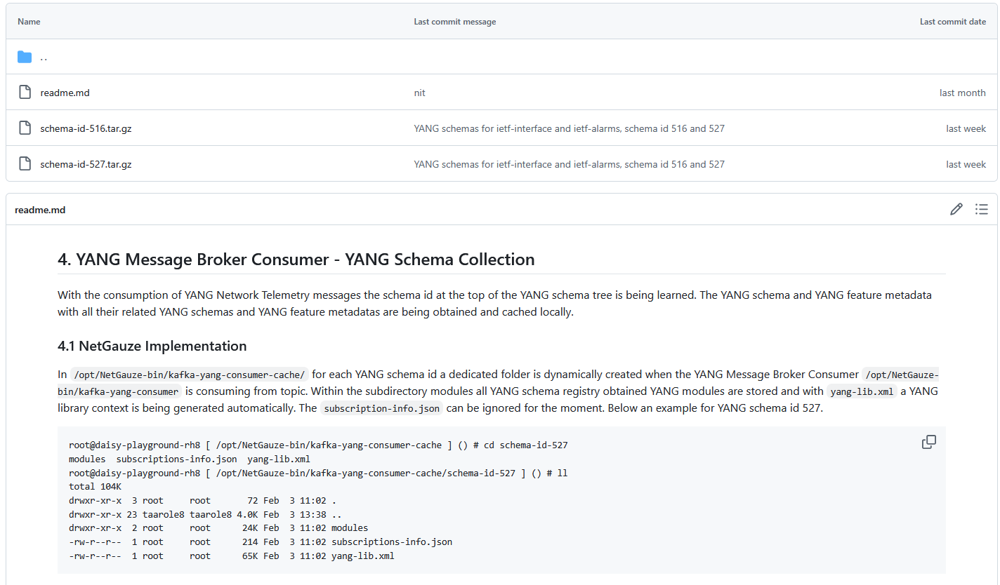 Name Last commit message Last commit date
..
readme.md nit last month
schema-id-516.tar.gz YANG schemas for ietf-interface and ietf-alarms, schema id 516 and 527 last week
schema-id-527.tar.gz YANG schemas for ietf-interface and ietf-alarms, schema id 516 and 527 last week
readme.md
4. YANG Message Broker Consumer - YANG Schema Collection
With the consumption of YANG Network Telemetry messages the schema id at the top of the YANG schema tree is being learned. The YANG schema and YANG feature metadata
with all their related YANG schemas and YANG feature metadatas are being obtained and cached locally.
4.1 NetGauze Implementation
In /opt/NetGauze-bin/kafka-yang-consumer-cache/ for each YANG schema id a dedicated folder is dynamically created when the YANG Message Broker Consumer /opt/NetGauze-
bin/kafka-yang-consumer is consuming from topic. Within the subdirectory modules all YANG schema registry obtained YANG modules are stored and with yang-lib.xml a YANG
library context is being generated automatically. The subscription-info.json can be ignored for the moment. Below an example for YANG schema id 527.
root@daisy-playground-rh8 [ /opt/NetGauze-bin/kafka-yang-consumer-cache ] () # cd schema-id-527
modules  subscriptions-info.json  yang-lib.xml
root@daisy-playground-rh8 [ /opt/NetGauze-bin/kafka-yang-consumer-cache/schema-id-527 ] () # ll
total 104K
drwxr-xr-x  3 root     root       72 Feb  3 11:02 .
drwxr-xr-x 23 taarole8 taarole8 4.0K Feb  3 13:38 ..
drwxr-xr-x  2 root     root      24K Feb  3 11:02 modules
-rw-r--r--  1 root     root      214 Feb  3 11:02 subscriptions-info.json
-rw-r--r--  1 root     root      65K Feb  3 11:02 yang-lib.xml